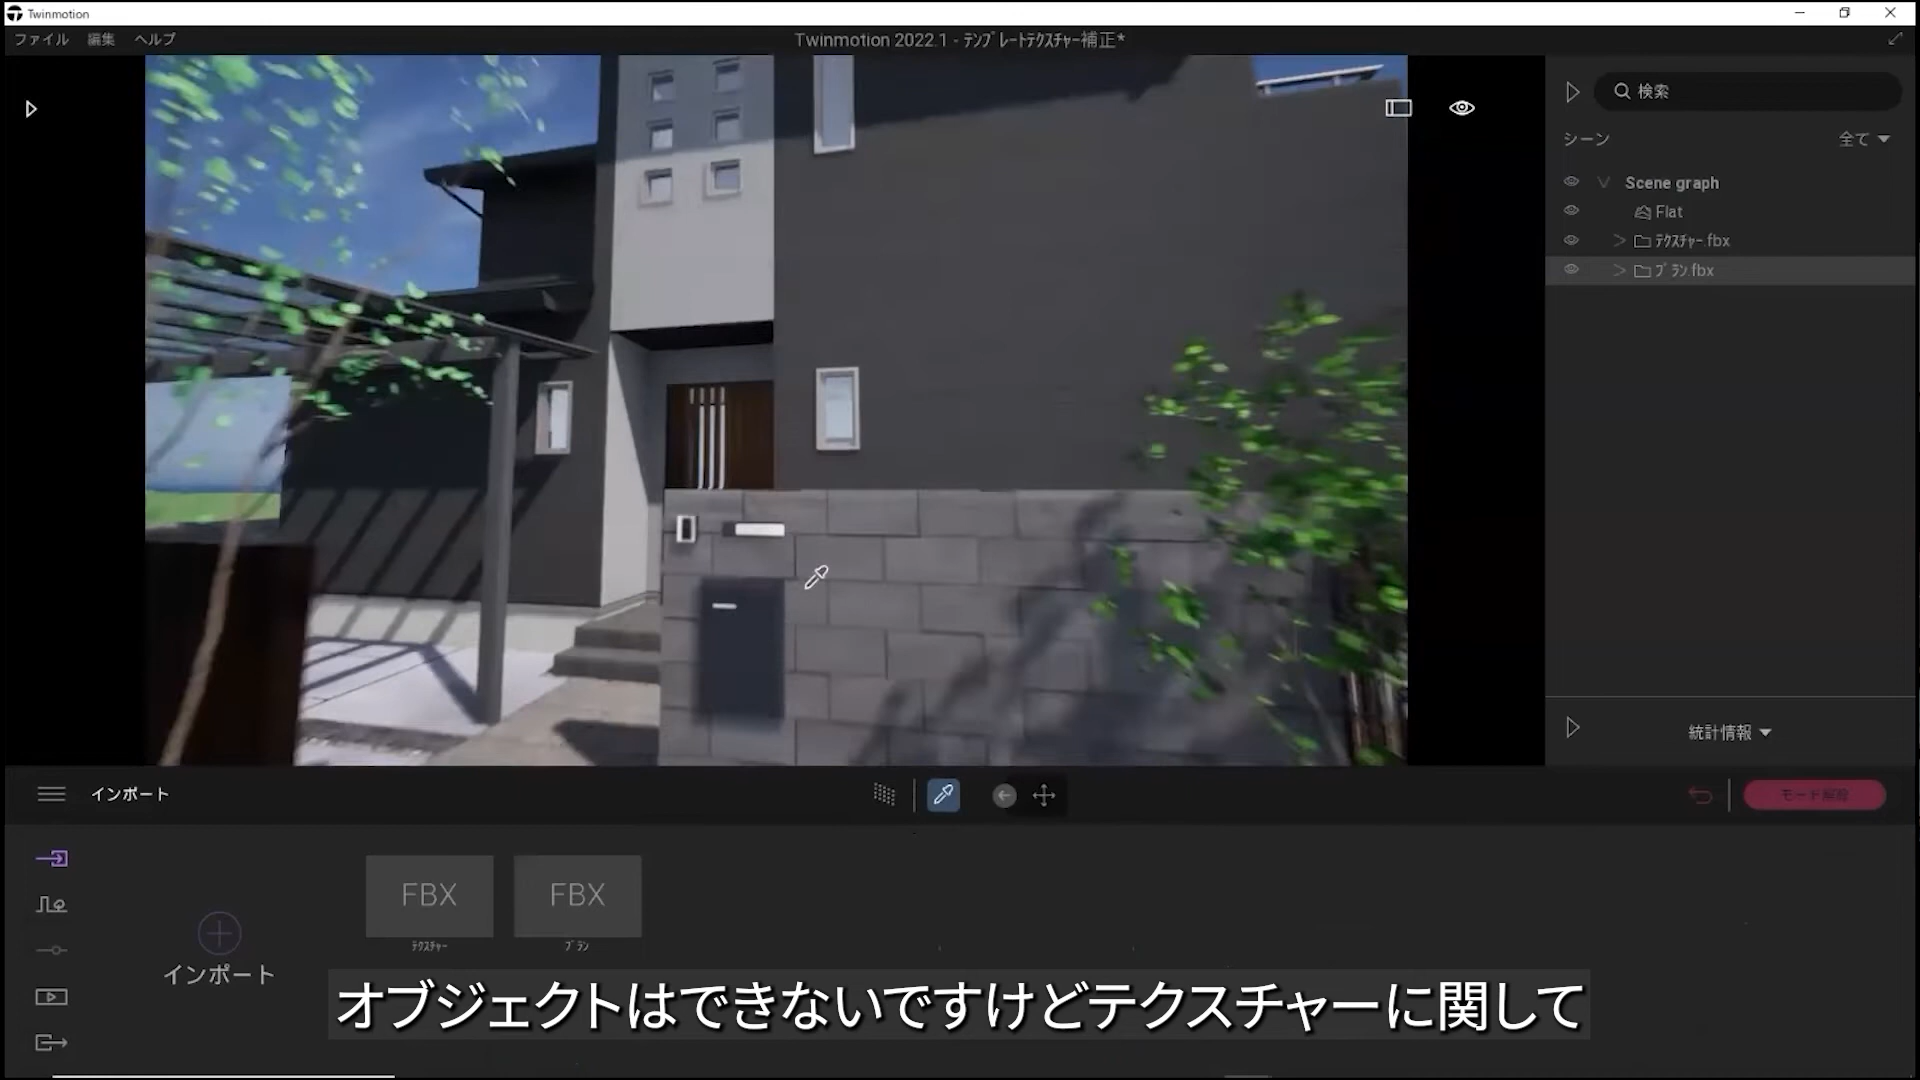 Twinmotion
ファイル 編集 ヘルプ
Twinmotion 2022.1 - ﾃﾝﾌﾟﾚｰﾄﾃｸｽﾁｬｰ補正*
検索
シーン 全て
Scene graph
Flat
ﾃｸｽﾁｬｰ.fbx
ﾌﾟﾗﾝ.fbx
統計情報
インポート
モード解除
FBX
ﾃｸｽﾁｬｰ
FBX
ﾌﾟﾗﾝ
インポート
オブジェクトはできないですけどテクスチャーに関して